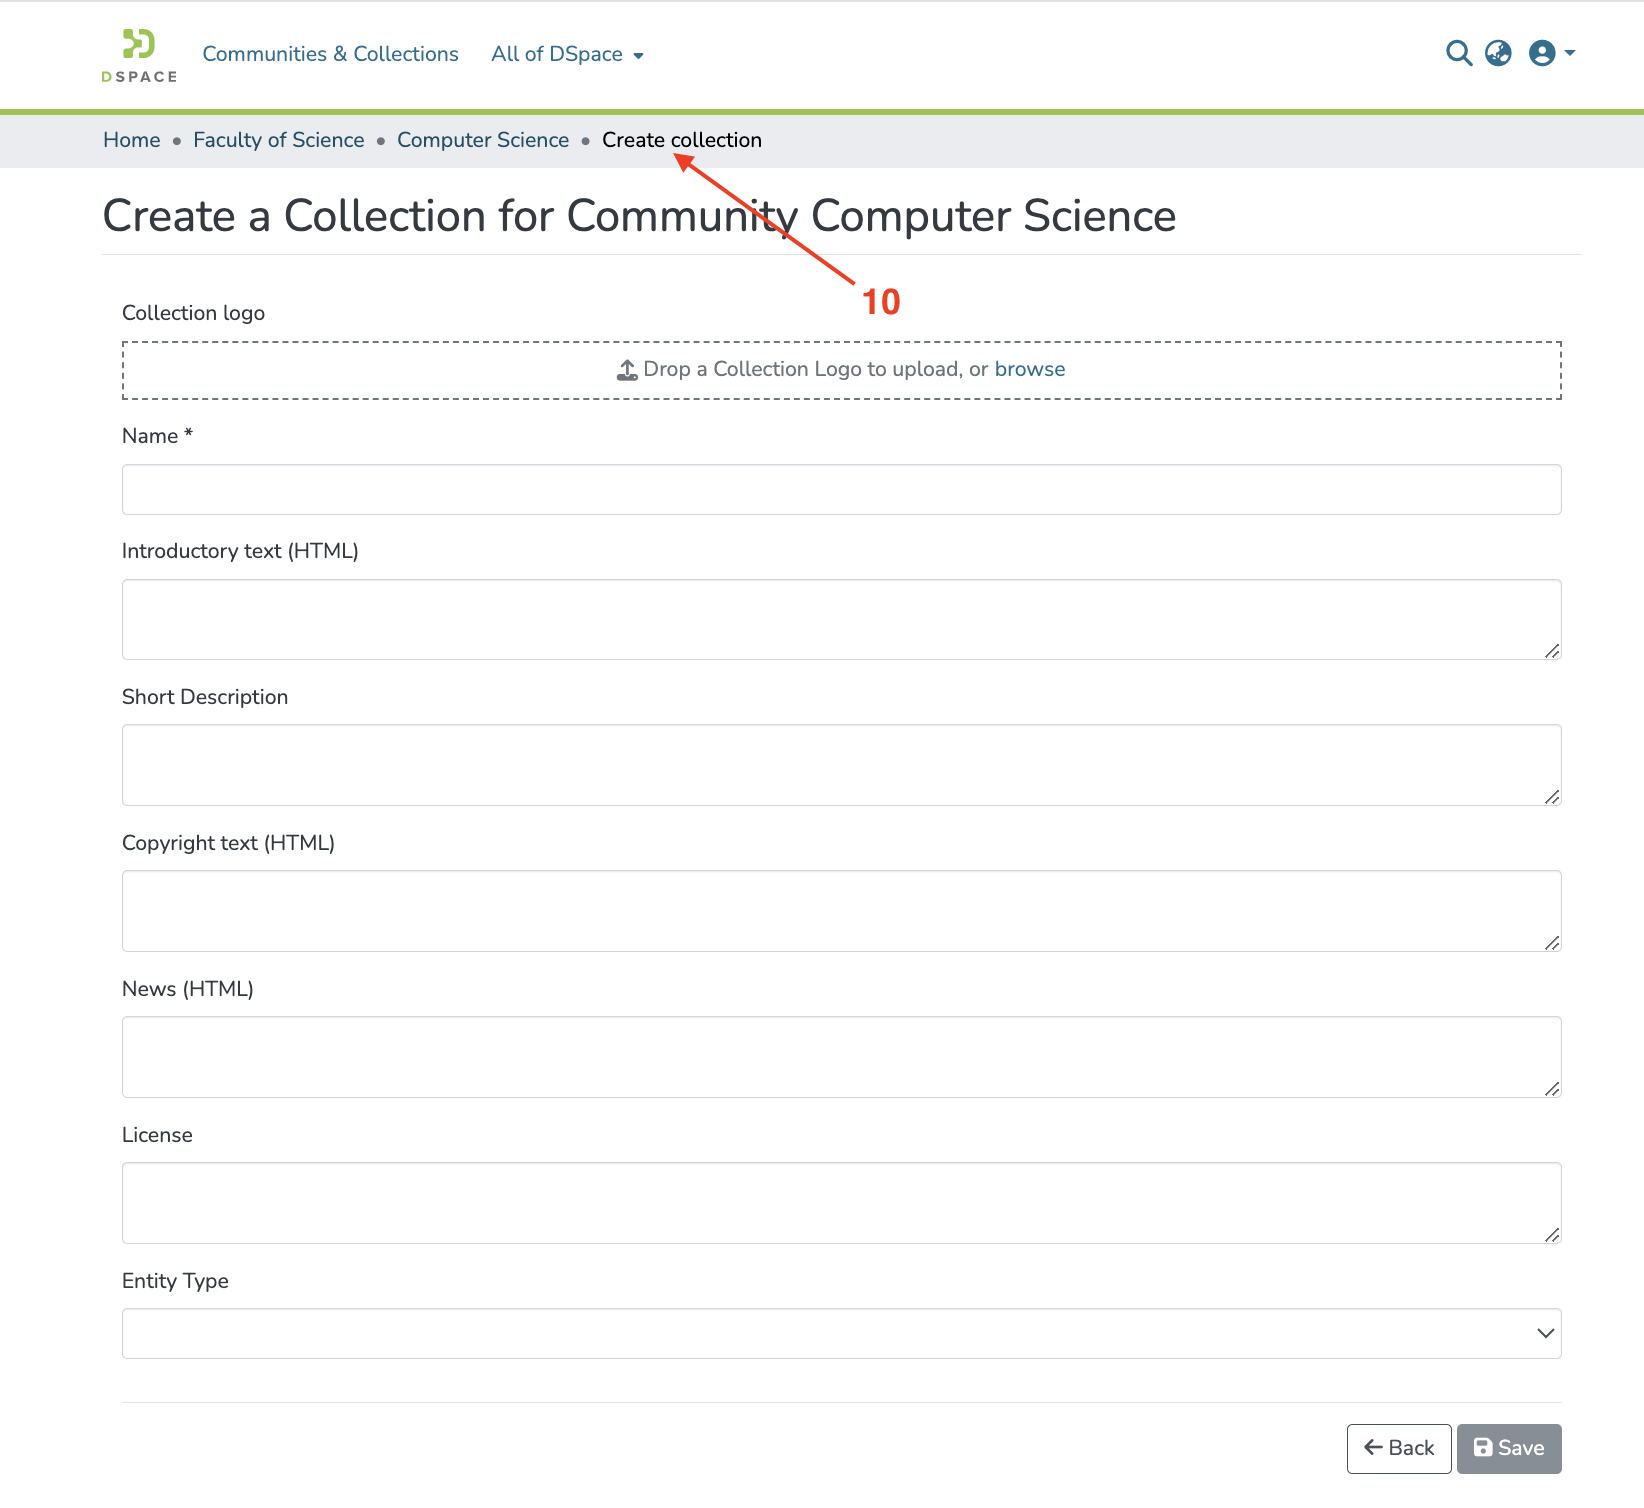 DSPACE
Communities & Collections All of DSpace
Home • Faculty of Science • Computer Science • Create collection
Create a Collection for Community Computer Science
10
Collection logo
Drop a Collection Logo to upload, or browse
Name *
Introductory text (HTML)
Short Description
Copyright text (HTML)
News (HTML)
License
Entity Type
Back Save